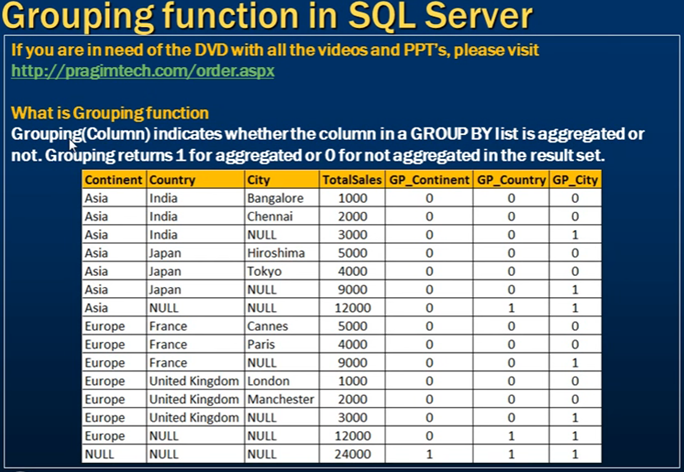 Grouping function in SQL Server
If you are in need of the DVD with all the videos and PPT's, please visit
http://pragimtech.com/order.aspx
What is Grouping function
Grouping(Column) indicates whether the column in a GROUP BY list is aggregated or
not. Grouping returns 1 for aggregated or 0 for not aggregated in the result set.
Continent Country City TotalSales GP_Continent GP_Country GP_City
Asia India Bangalore 1000 0 0 0
Asia India Chennai 2000 0 0 0
Asia India NULL 3000 0 0 1
Asia Japan Hiroshima 5000 0 0 0
Asia Japan Tokyo 4000 0 0 0
Asia Japan NULL 9000 0 0 1
Asia NULL NULL 12000 0 1 1
Europe France Cannes 5000 0 0 0
Europe France Paris 4000 0 0 0
Europe France NULL 9000 0 0 1
Europe United Kingdom London 1000 0 0 0
Europe United Kingdom Manchester 2000 0 0 0
Europe United Kingdom NULL 3000 0 0 1
Europe NULL NULL 12000 0 1 1
NULL NULL NULL 24000 1 1 1